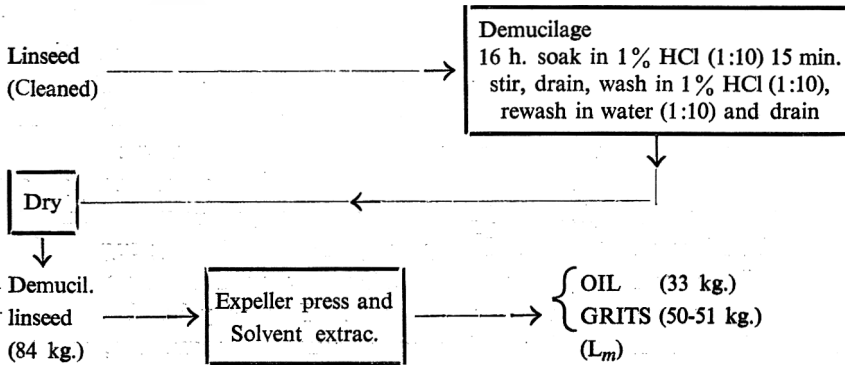 Linseed
(Cleaned)
Demucilage
16 h. soak in 1% HCl (1:10) 15 min.
stir, drain, wash in 1% HCl (1:10),
rewash in water (1:10) and drain
Dry
Demucil.
linseed
(84 kg.)
Expeller press and
Solvent extrac.
OIL (33 kg.)
GRITS (50-51 kg.)
(Lm)